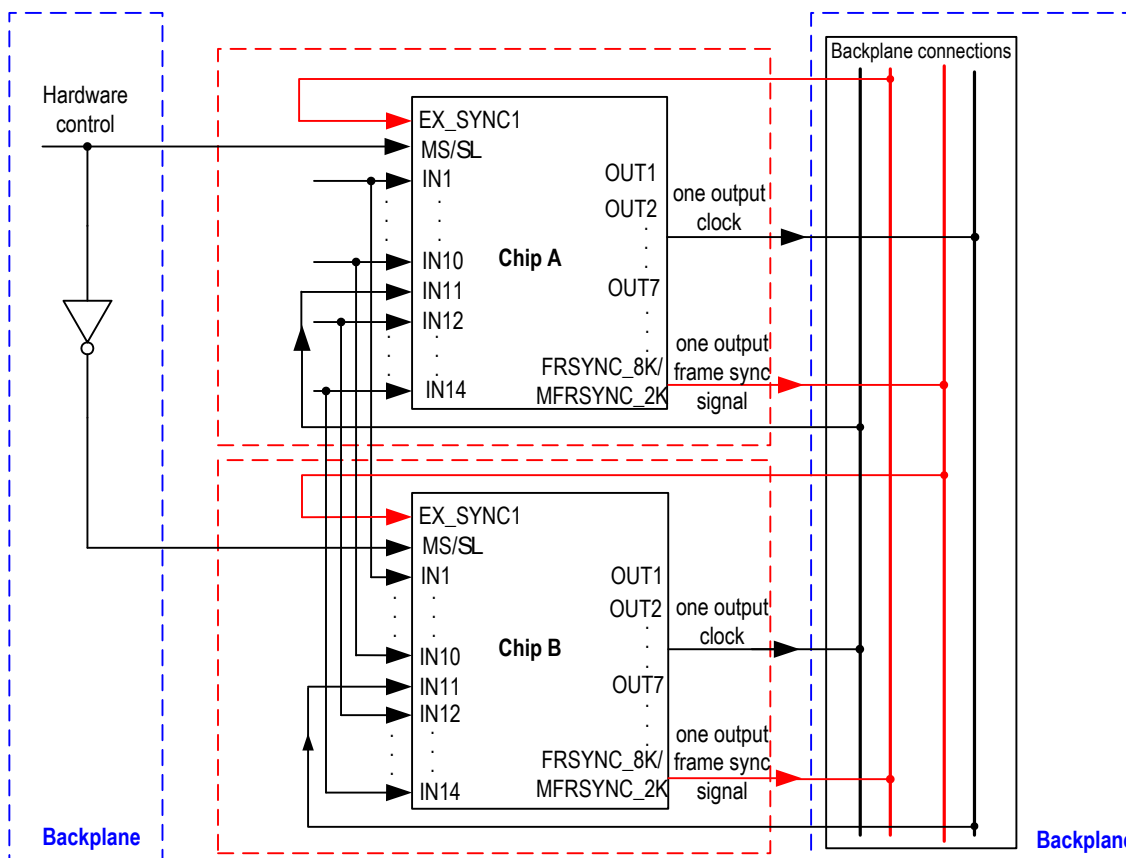 Backplane connections
Hardware
control
EX_SYNC1
MS/SL
IN1
IN10
IN11
IN12
IN14
Chip A
OUT1
OUT2
OUT7
FRSYNC_8K/
MFRSYNC_2K
one output
clock
one output
frame sync
signal
EX_SYNC1
MS/SL
IN1
IN10
IN11
IN12
IN14
Chip B
OUT1
OUT2
OUT7
FRSYNC_8K/
MFRSYNC_2K
one output
clock
one output
frame sync
signal
Backplane
Backplane